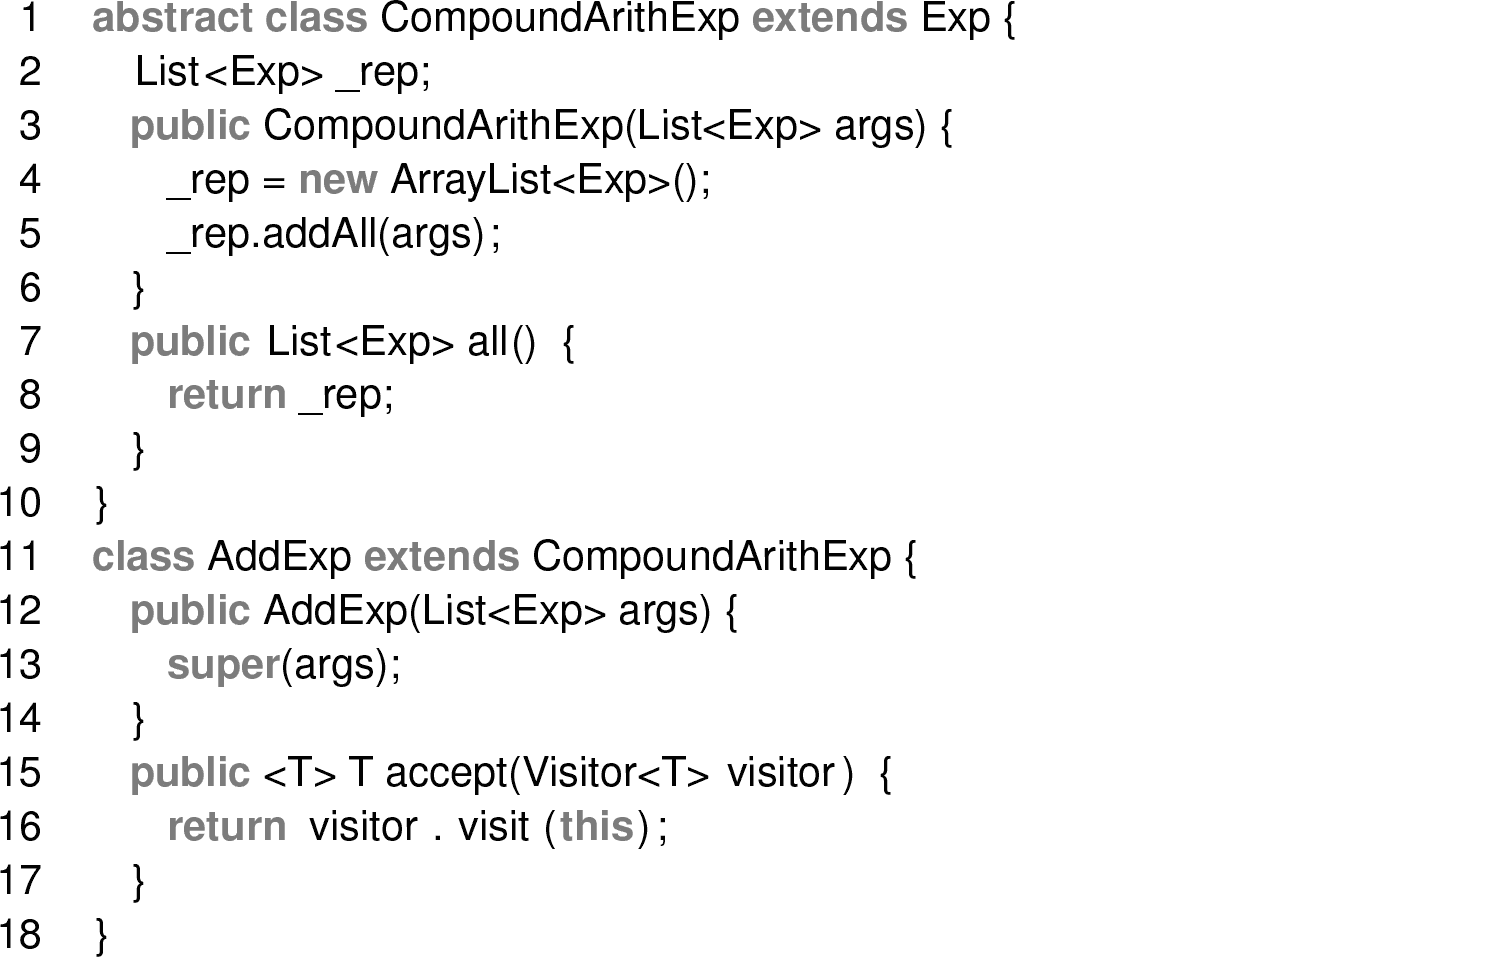 1 abstract class CompoundArithExp extends Exp {
2 List<Exp> _rep;
3 public CompoundArithExp(List<Exp> args) {
4 _rep = new ArrayList<Exp>();
5 _rep.addAll(args);
6 }
7 public List<Exp> all() {
8 return _rep;
9 }
10 }
11 class AddExp extends CompoundArithExp {
12 public AddExp(List<Exp> args) {
13 super(args);
14 }
15 public <T> T accept(Visitor<T> visitor) {
16 return visitor . visit (this);
17 }
18 }